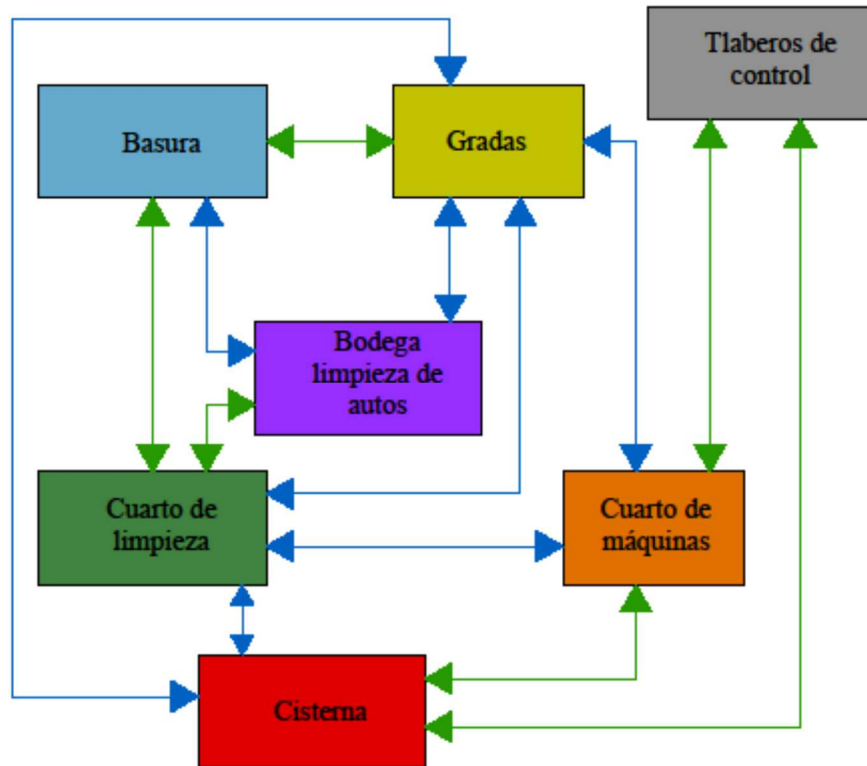 Tlaberos de
control
Basura
Gradas
Bodega
limpieza de
autos
Cuarto de
limpieza
Cuarto de
máquinas
Cisterna